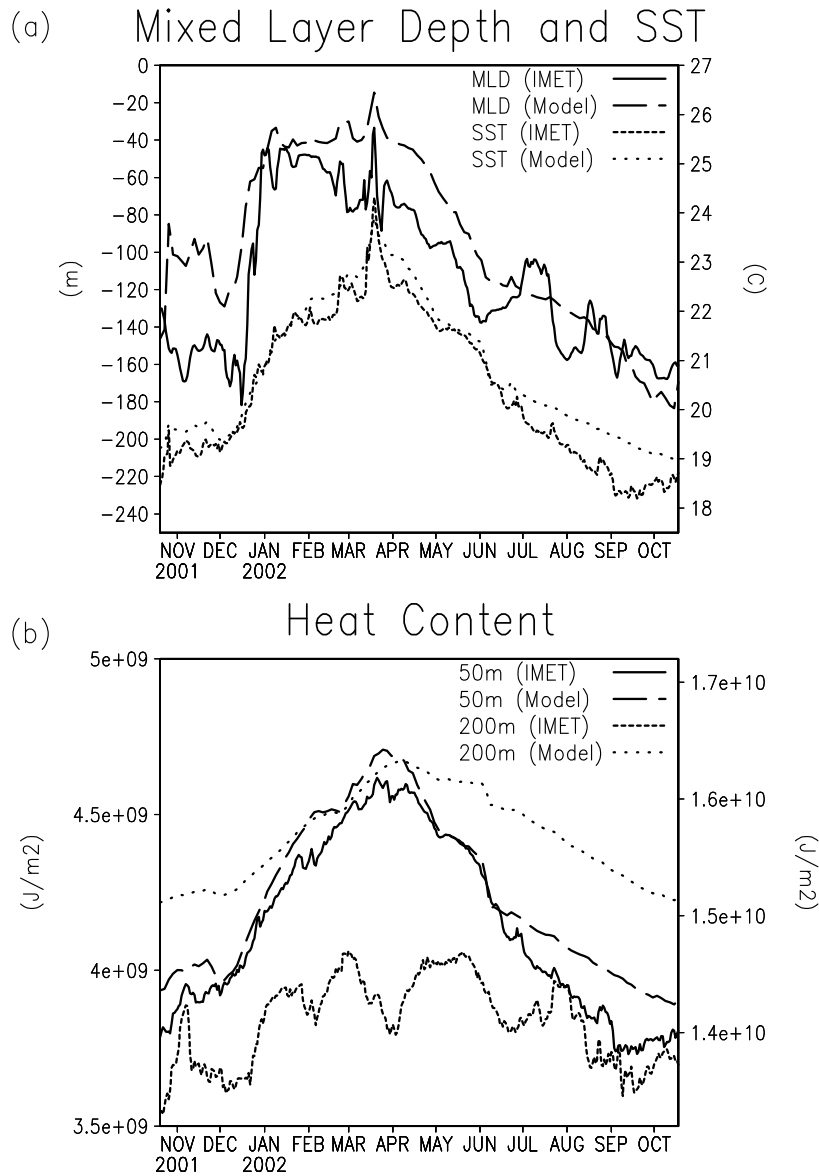 (a) Mixed Layer Depth and SST
0
-20
-40
-60
-80
-100
-120
-140
-160
-180
-200
-220
-240
(m)
MLD (IMET)
MLD (Model)
SST (IMET)
SST (Model)
27
26
25
24
23
22
21
20
19
18
(C)
NOV DEC JAN FEB MAR APR MAY JUN JUL AUG SEP OCT
2001 2002
(b) Heat Content
5e+09
4.5e+09
4e+09
3.5e+09
(J/m2)
50m (IMET)
50m (Model)
200m (IMET)
200m (Model)
1.7e+10
1.6e+10
1.5e+10
1.4e+10
(J/m2)
NOV DEC JAN FEB MAR APR MAY JUN JUL AUG SEP OCT
2001 2002